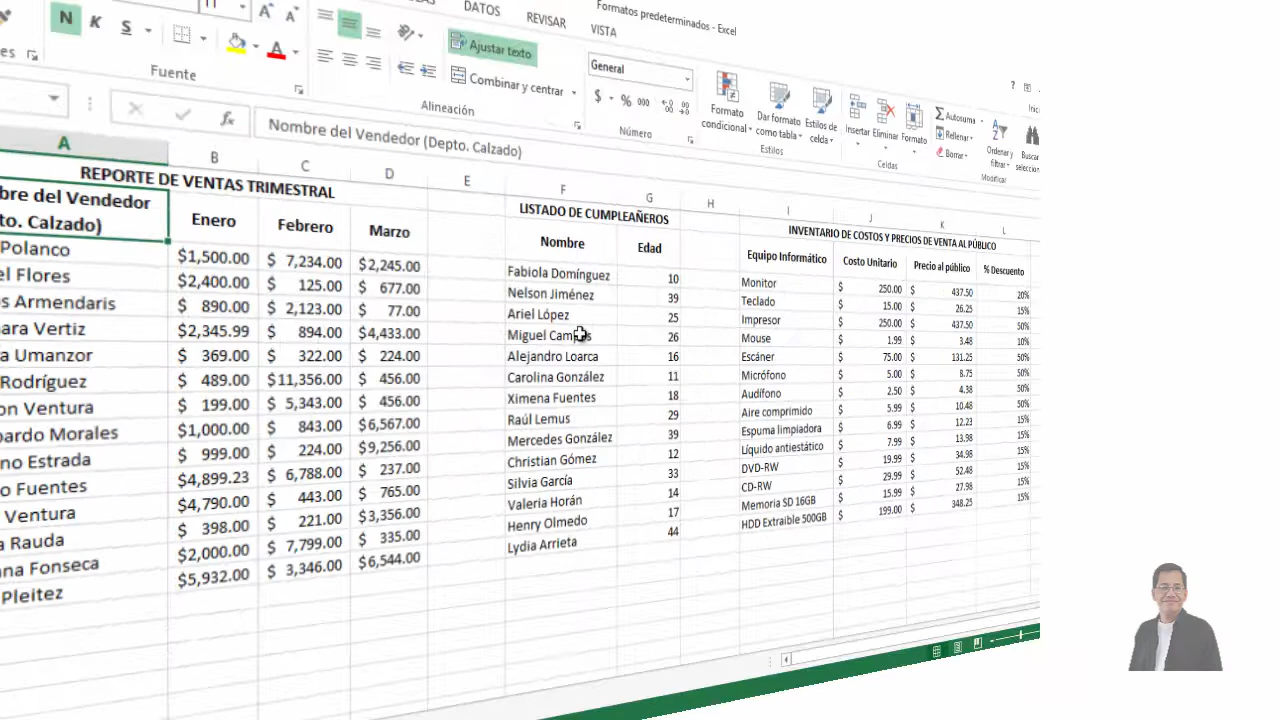 Formatos predeterminados - Excel
DATOS
REVISAR
VISTA
N K S
Fuente
Ajustar texto
Combinar y centrar
Alineación
General
$ % 000
Número
Formato condicional
Dar formato como tabla
Estilos de celda
Estilos
Insertar Eliminar Formato
Celdas
Autosuma
Rellenar
Borrar
Ordenar y filtrar
Modificar
Nombre del Vendedor (Depto. Calzado)
A B C D E F G H I J K L
REPORTE DE VENTAS TRIMESTRAL
del Vendedor Enero Febrero Marzo
Calzado)
Polanco $1,500.00 $ 7,234.00 $2,245.00
Flores $2,400.00 $ 125.00 $ 677.00
Armendaris $ 890.00 $ 2,123.00 $ 77.00
Vertiz $2,345.99 $ 894.00 $4,433.00
Umanzor $ 369.00 $ 322.00 $ 224.00
Rodríguez $ 489.00 $11,356.00 $ 456.00
Ventura $ 199.00 $ 5,343.00 $ 456.00
Morales $1,000.00 $ 843.00 $6,567.00
Estrada $ 999.00 $ 224.00 $9,256.00
Fuentes $4,899.23 $ 6,788.00 $ 237.00
Ventura $4,790.00 $ 443.00 $ 765.00
Rauda $ 398.00 $ 221.00 $3,356.00
Fonseca $2,000.00 $ 7,799.00 $ 335.00
Pleitez $5,932.00 $ 3,346.00 $6,544.00
LISTADO DE CUMPLEAÑEROS
Nombre Edad
Fabiola Domínguez 10
Nelson Jiménez 39
Ariel López 25
Miguel 26
Alejandro Loarca 16
Carolina González 11
Ximena Fuentes 18
Raúl Lemus 29
Mercedes González 39
Christian Gómez 12
Silvia García 33
Valeria Horán 14
Henry Olmedo 17
Lydia Arrieta 44
INVENTARIO DE COSTOS Y PRECIOS DE VENTA AL PÚBLICO
Equipo Informático Costo Unitario Precio al público % Descuento
Monitor $ 250.00 $ 437.50 20%
Teclado $ 15.00 $ 26.25 15%
Impresor $ 250.00 $ 437.50 50%
Mouse $ 1.99 $ 3.48 10%
Escáner $ 75.00 $ 131.25 50%
Micrófono $ 5.00 $ 8.75 50%
Audífono $ 2.50 $ 4.38 50%
Aire comprimido $ 5.99 $ 10.48 50%
Espuma limpiadora $ 6.99 $ 12.23 15%
Líquido antiestático $ 7.99 $ 13.98 15%
DVD-RW $ 19.99 $ 34.98 15%
CD-RW $ 29.99 $ 52.48 15%
Memoria SD 16GB $ 15.99 $ 27.98 15%
HDD Extraible 500GB $ 199.00 $ 348.25 15%